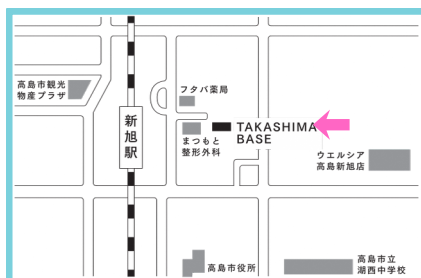 高島市観光
物産プラザ
フタバ薬局
新旭駅
TAKASHIMA
BASE
まつもと
整形外科
ウエルシア
高島新旭店
高島市役所
高島市立
湖西中学校